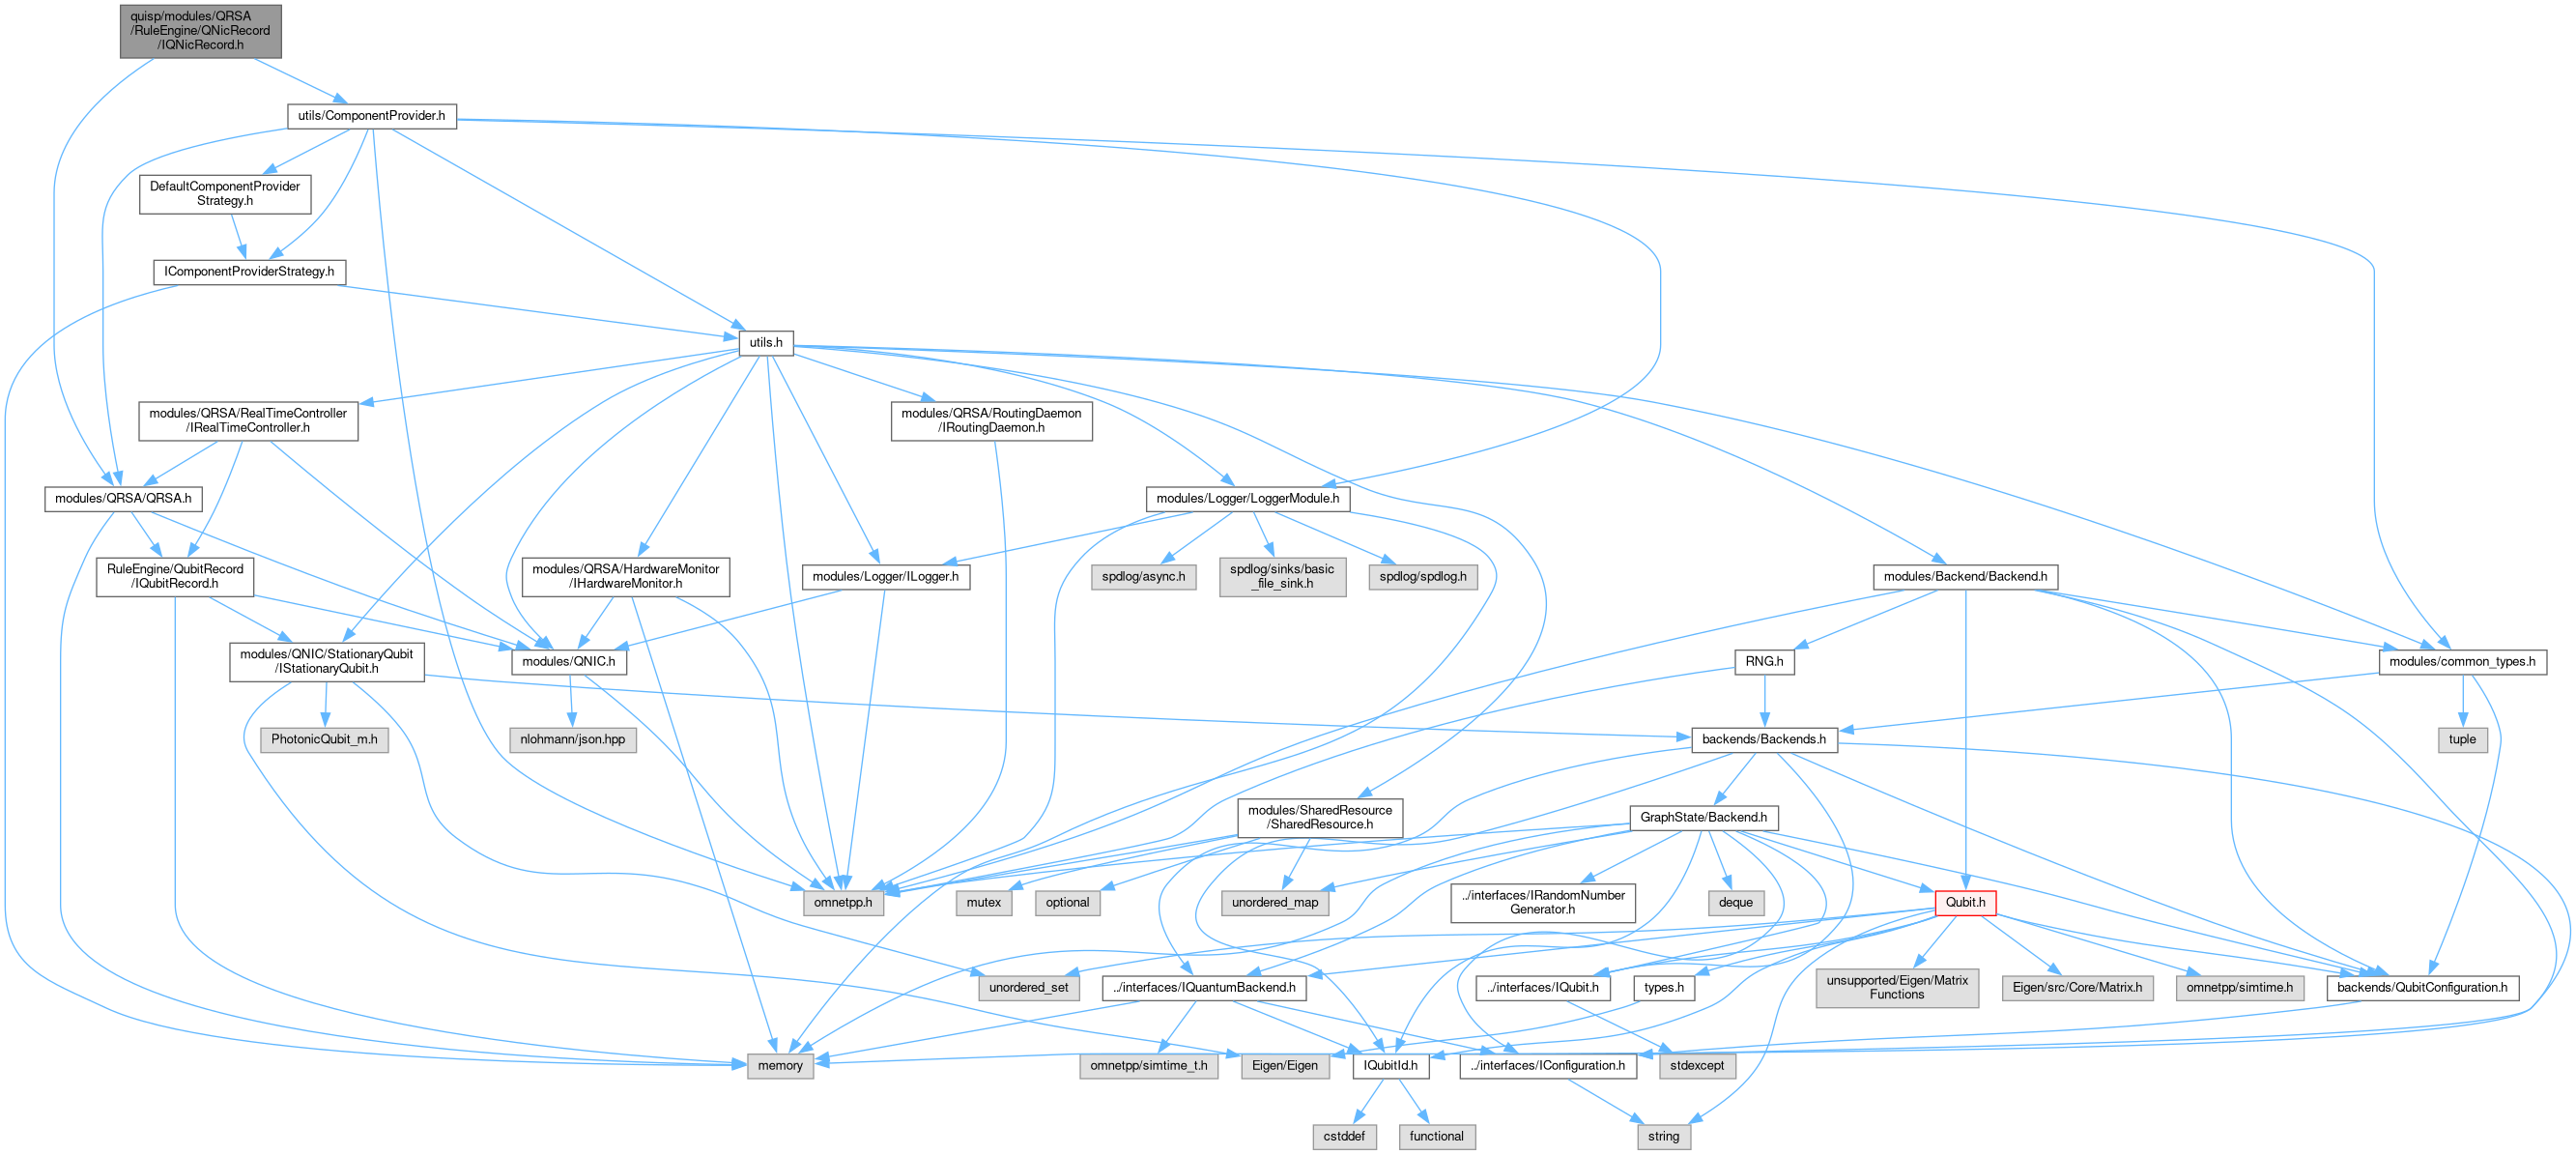 quisp/modules/QRSA
/RuleEngine/QNicRecord
/IQNicRecord.h
utils/ComponentProvider.h
DefaultComponentProvider
Strategy.h
IComponentProviderStrategy.h
utils.h
modules/QRSA/RealTimeController
/IRealTimeController.h
modules/QRSA/RoutingDaemon
/IRoutingDaemon.h
modules/QRSA/QRSA.h
modules/Logger/LoggerModule.h
RuleEngine/QubitRecord
/IQubitRecord.h
modules/QRSA/HardwareMonitor
/IHardwareMonitor.h
modules/Logger/ILogger.h
spdlog/async.h
spdlog/sinks/basic
_file_sink.h
spdlog/spdlog.h
modules/Backend/Backend.h
modules/QNIC/StationaryQubit
/IStationaryQubit.h
modules/QNIC.h
RNG.h
modules/common_types.h
PhotonicQubit_m.h
nlohmann/json.hpp
backends/Backends.h
tuple
modules/SharedResource
/SharedResource.h
GraphState/Backend.h
omnetpp.h
mutex
optional
unordered_map
../interfaces/IRandomNumber
Generator.h
deque
Qubit.h
unordered_set
../interfaces/IQuantumBackend.h
../interfaces/IQubit.h
types.h
unsupported/Eigen/Matrix
Functions
Eigen/src/Core/Matrix.h
omnetpp/simtime.h
backends/QubitConfiguration.h
memory
omnetpp/simtime_t.h
Eigen/Eigen
IQubitId.h
../interfaces/IConfiguration.h
stdexcept
cstddef
functional
string